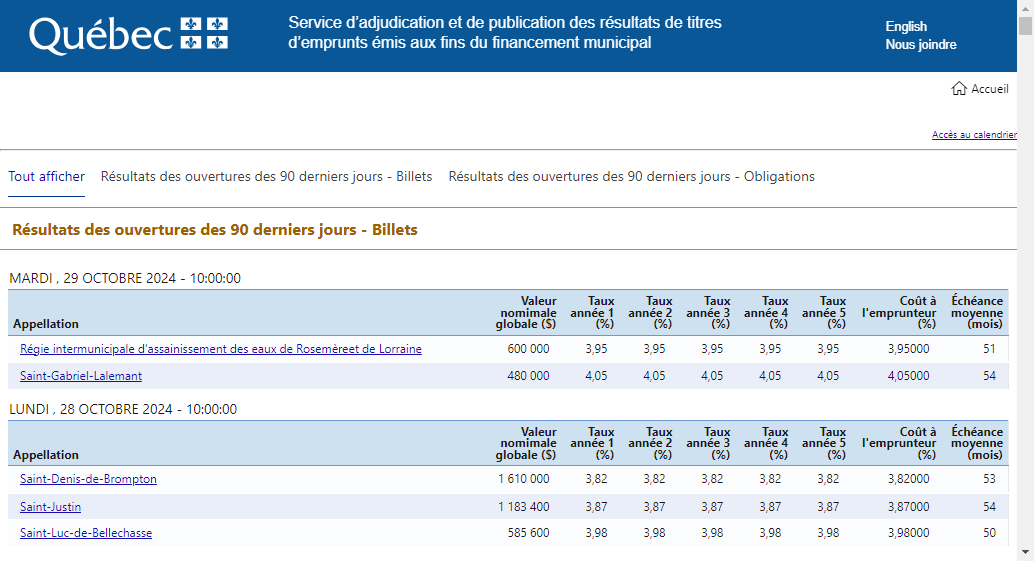 Québec
Service d'adjudication et de publication des résultats de titres
d'emprunts émis aux fins du financement municipal
English
Nous joindre
Accueil
Accès au calendrier
Tout afficher Résultats des ouvertures des 90 derniers jours - Billets Résultats des ouvertures des 90 derniers jours - Obligations
Résultats des ouvertures des 90 derniers jours - Billets
MARDI , 29 OCTOBRE 2024 - 10:00:00
Appellation Valeur nomimale globale ($) Taux année 1 (%) Taux année 2 (%) Taux année 3 (%) Taux année 4 (%) Taux année 5 (%) Coût à l'emprunteur (%) Échéance moyenne (mois)
Régie intermunicipale d'assainissement des eaux de Rosemèreet de Lorraine 600 000 3,95 3,95 3,95 3,95 3,95 3,95000 51
Saint-Gabriel-Lalemant 480 000 4,05 4,05 4,05 4,05 4,05 4,05000 54
LUNDI , 28 OCTOBRE 2024 - 10:00:00
Appellation Valeur nomimale globale ($) Taux année 1 (%) Taux année 2 (%) Taux année 3 (%) Taux année 4 (%) Taux année 5 (%) Coût à l'emprunteur (%) Échéance moyenne (mois)
Saint-Denis-de-Brompton 1 610 000 3,82 3,82 3,82 3,82 3,82 3,82000 53
Saint-Justin 1 183 400 3,87 3,87 3,87 3,87 3,87 3,87000 54
Saint-Luc-de-Bellechasse 585 600 3,98 3,98 3,98 3,98 3,98 3,98000 50